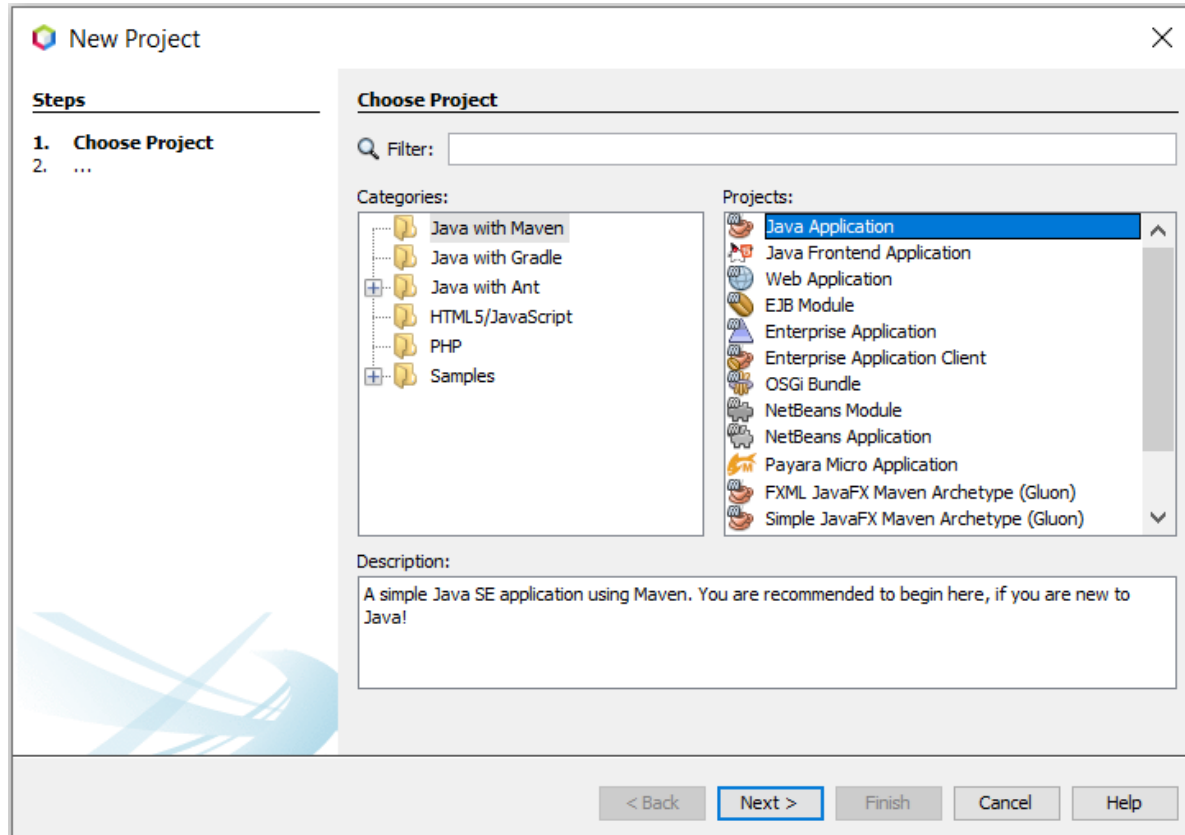 New Project
Steps
1. Choose Project
2. ...
Choose Project
Filter:
Categories:
Java with Maven
Java with Gradle
Java with Ant
HTML5/JavaScript
PHP
Samples
Projects:
Java Application
Java Frontend Application
Web Application
EJB Module
Enterprise Application
Enterprise Application Client
OSGi Bundle
NetBeans Module
NetBeans Application
Payara Micro Application
FXML JavaFX Maven Archetype (Gluon)
Simple JavaFX Maven Archetype (Gluon)
Description:
A simple Java SE application using Maven. You are recommended to begin here, if you are new to
Java!
< Back Next > Finish Cancel Help